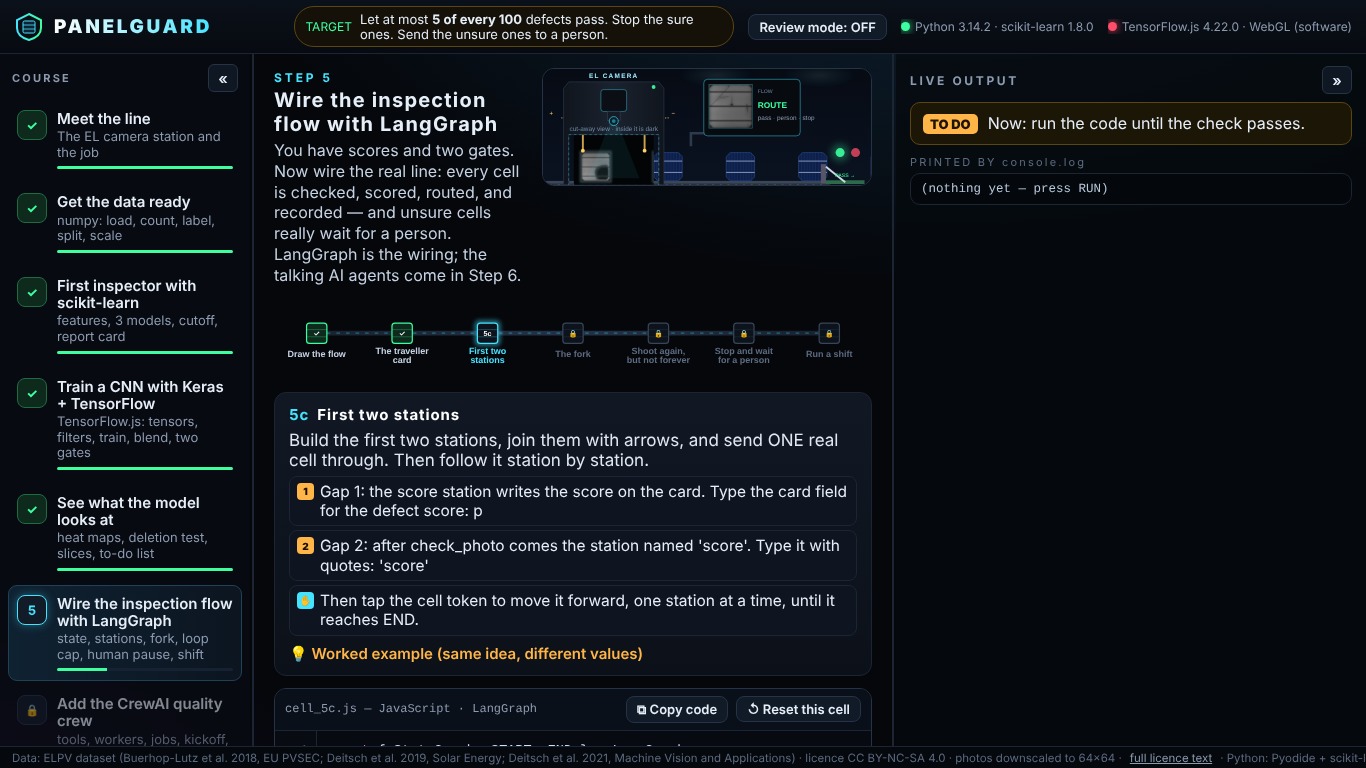 PANELGUARD
TARGET
Let at most 5 of every 100 defects pass. Stop the sure
ones. Send the unsure ones to a person.
Review mode: OFF
Python 3.14.2 · scikit-learn 1.8.0
TensorFlow.js 4.22.0 · WebGL (software)
COURSE
«
Meet the line
The EL camera station and
the job
Get the data ready
numpy: load, count, label,
split, scale
First inspector with
scikit-learn
features, 3 models, cutoff,
report card
Train a CNN with Keras
+ TensorFlow
TensorFlow.js: tensors,
filters, train, blend, two
gates
See what the model
looks at
heat maps, deletion test,
slices, to-do list
5
Wire the inspection flow
with LangGraph
state, stations, fork, loop
cap, human pause, shift
Add the CrewAI quality
crew
tools, workers, jobs, kickoff,
STEP 5
Wire the inspection
flow with LangGraph
You have scores and two gates.
Now wire the real line: every cell
is checked, scored, routed, and
recorded — and unsure cells
really wait for a person.
LangGraph is the wiring; the
talking AI agents come in Step 6.
EL CAMERA
cut-away view · inside it is dark
FLOW
ROUTE
pass · person · stop
5c
Draw the flow
The traveller
card
First two
stations
The fork
Shoot again,
but not forever
Stop and wait
for a person
Run a shift
5c First two stations
Build the first two stations, join them with arrows, and send ONE real
cell through. Then follow it station by station.
1 Gap 1: the score station writes the score on the card. Type the card field
for the defect score: p
2 Gap 2: after check_photo comes the station named 'score'. Type it with
quotes: 'score'
Then tap the cell token to move it forward, one station at a time, until it
reaches END.
Worked example (same idea, different values)
cell_5c.js — JavaScript · LangGraph
Copy code
Reset this cell
LIVE OUTPUT
»
TO DO Now: run the code until the check passes.
PRINTED BY console.log
(nothing yet — press RUN)
Data: ELPV dataset (Buerhop-Lutz et al. 2018, EU PVSEC; Deitsch et al. 2019, Solar Energy; Deitsch et al. 2021, Machine Vision and Applications) · licence CC BY-NC-SA 4.0 · photos downscaled to 64×64 · full licence text · Python: Pyodide + scikit-